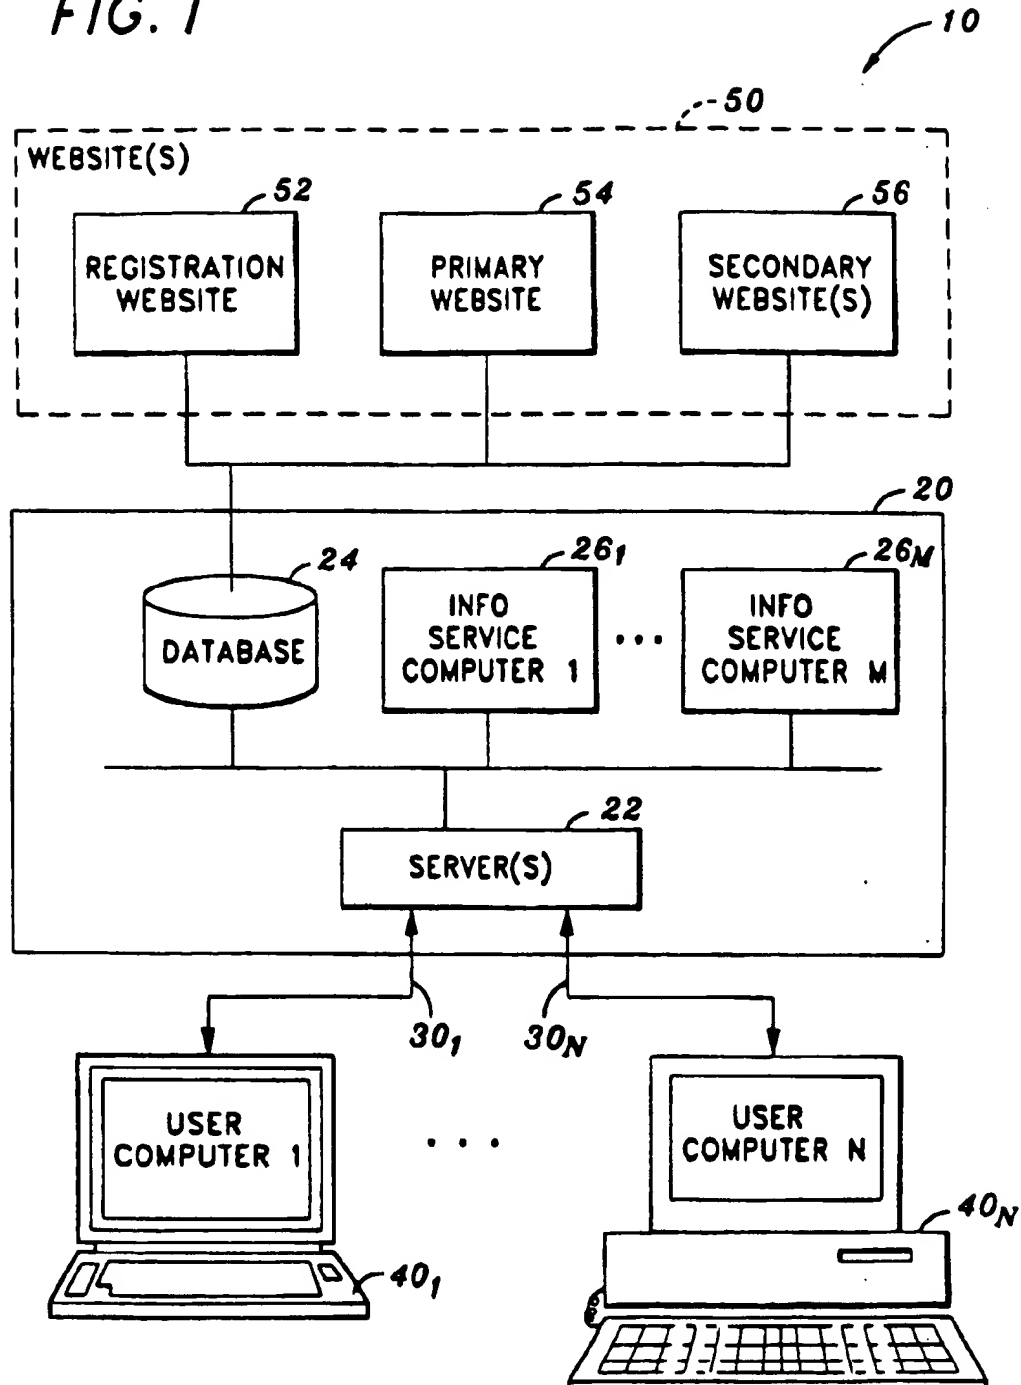 FIG. 1
10
50
WEBSITE(S)
52
54
56
REGISTRATION
WEBSITE
PRIMARY
WEBSITE
SECONDARY
WEBSITE(S)
20
24
26₁
26M
DATABASE
INFO
SERVICE
COMPUTER 1
...
INFO
SERVICE
COMPUTER M
22
SERVER(S)
30₁
30N
USER
COMPUTER 1
...
USER
COMPUTER N
40₁
40N